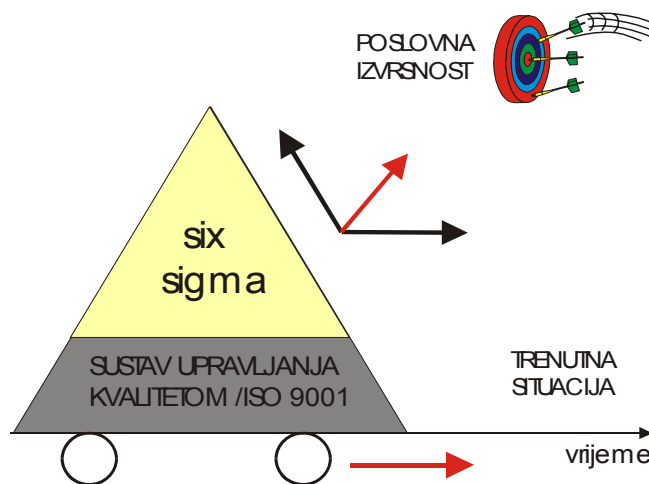 POSLOVNA
IZVRSNOST
six
sigma
SUSTAV UPRAVLJANJA
KVALITETOM /ISO 9001
TRENUTNA
SITUACIJA
vrijeme